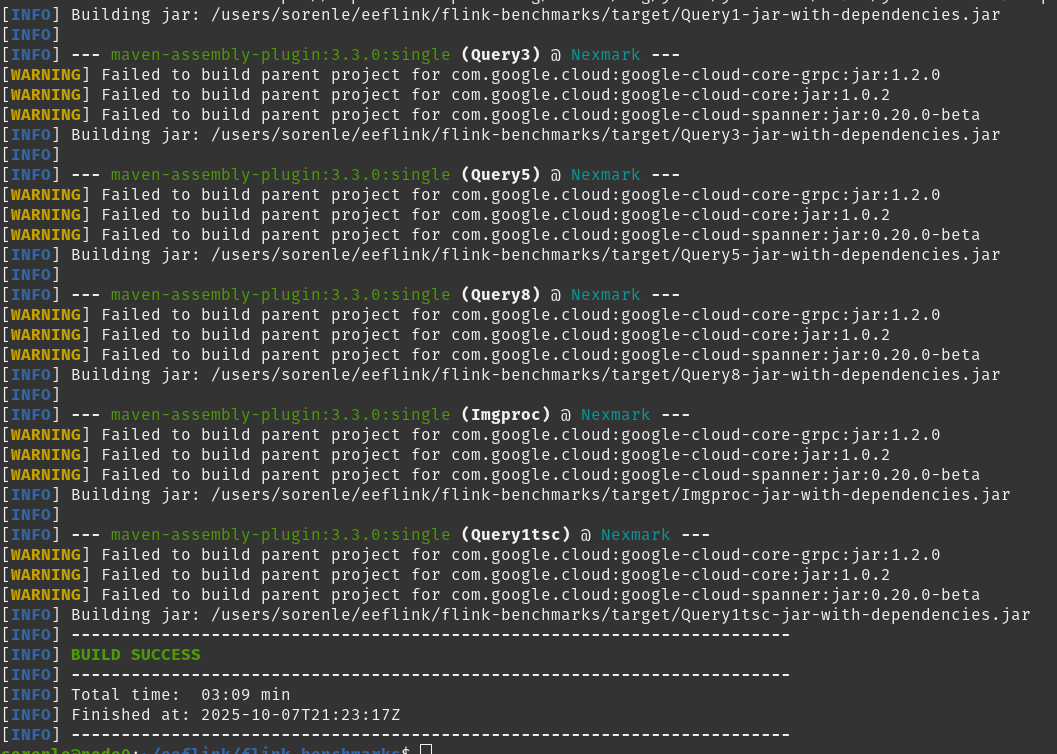 [INFO] Building jar: /users/sorenle/eeflink/flink-benchmarks/target/Query1-jar-with-dependencies.jar
[INFO]
[INFO] --- maven-assembly-plugin:3.3.0:single (Query3) @ Nexmark ---
[WARNING] Failed to build parent project for com.google.cloud:google-cloud-core-grpc:jar:1.2.0
[WARNING] Failed to build parent project for com.google.cloud:google-cloud-core:jar:1.0.2
[WARNING] Failed to build parent project for com.google.cloud:google-cloud-spanner:jar:0.20.0-beta
[INFO] Building jar: /users/sorenle/eeflink/flink-benchmarks/target/Query3-jar-with-dependencies.jar
[INFO]
[INFO] --- maven-assembly-plugin:3.3.0:single (Query5) @ Nexmark ---
[WARNING] Failed to build parent project for com.google.cloud:google-cloud-core-grpc:jar:1.2.0
[WARNING] Failed to build parent project for com.google.cloud:google-cloud-core:jar:1.0.2
[WARNING] Failed to build parent project for com.google.cloud:google-cloud-spanner:jar:0.20.0-beta
[INFO] Building jar: /users/sorenle/eeflink/flink-benchmarks/target/Query5-jar-with-dependencies.jar
[INFO]
[INFO] --- maven-assembly-plugin:3.3.0:single (Query8) @ Nexmark ---
[WARNING] Failed to build parent project for com.google.cloud:google-cloud-core-grpc:jar:1.2.0
[WARNING] Failed to build parent project for com.google.cloud:google-cloud-core:jar:1.0.2
[WARNING] Failed to build parent project for com.google.cloud:google-cloud-spanner:jar:0.20.0-beta
[INFO] Building jar: /users/sorenle/eeflink/flink-benchmarks/target/Query8-jar-with-dependencies.jar
[INFO]
[INFO] --- maven-assembly-plugin:3.3.0:single (Imgproc) @ Nexmark ---
[WARNING] Failed to build parent project for com.google.cloud:google-cloud-core-grpc:jar:1.2.0
[WARNING] Failed to build parent project for com.google.cloud:google-cloud-core:jar:1.0.2
[WARNING] Failed to build parent project for com.google.cloud:google-cloud-spanner:jar:0.20.0-beta
[INFO] Building jar: /users/sorenle/eeflink/flink-benchmarks/target/Imgproc-jar-with-dependencies.jar
[INFO]
[INFO] --- maven-assembly-plugin:3.3.0:single (Query1tsc) @ Nexmark ---
[WARNING] Failed to build parent project for com.google.cloud:google-cloud-core-grpc:jar:1.2.0
[WARNING] Failed to build parent project for com.google.cloud:google-cloud-core:jar:1.0.2
[WARNING] Failed to build parent project for com.google.cloud:google-cloud-spanner:jar:0.20.0-beta
[INFO] Building jar: /users/sorenle/eeflink/flink-benchmarks/target/Query1tsc-jar-with-dependencies.jar
[INFO] ------------------------------------------------------------------------
[INFO] BUILD SUCCESS
[INFO] ------------------------------------------------------------------------
[INFO] Total time:  03:09 min
[INFO] Finished at: 2025-10-07T21:23:17Z
[INFO] ------------------------------------------------------------------------
sorenle@node0:~/eeflink/flink-benchmarks$